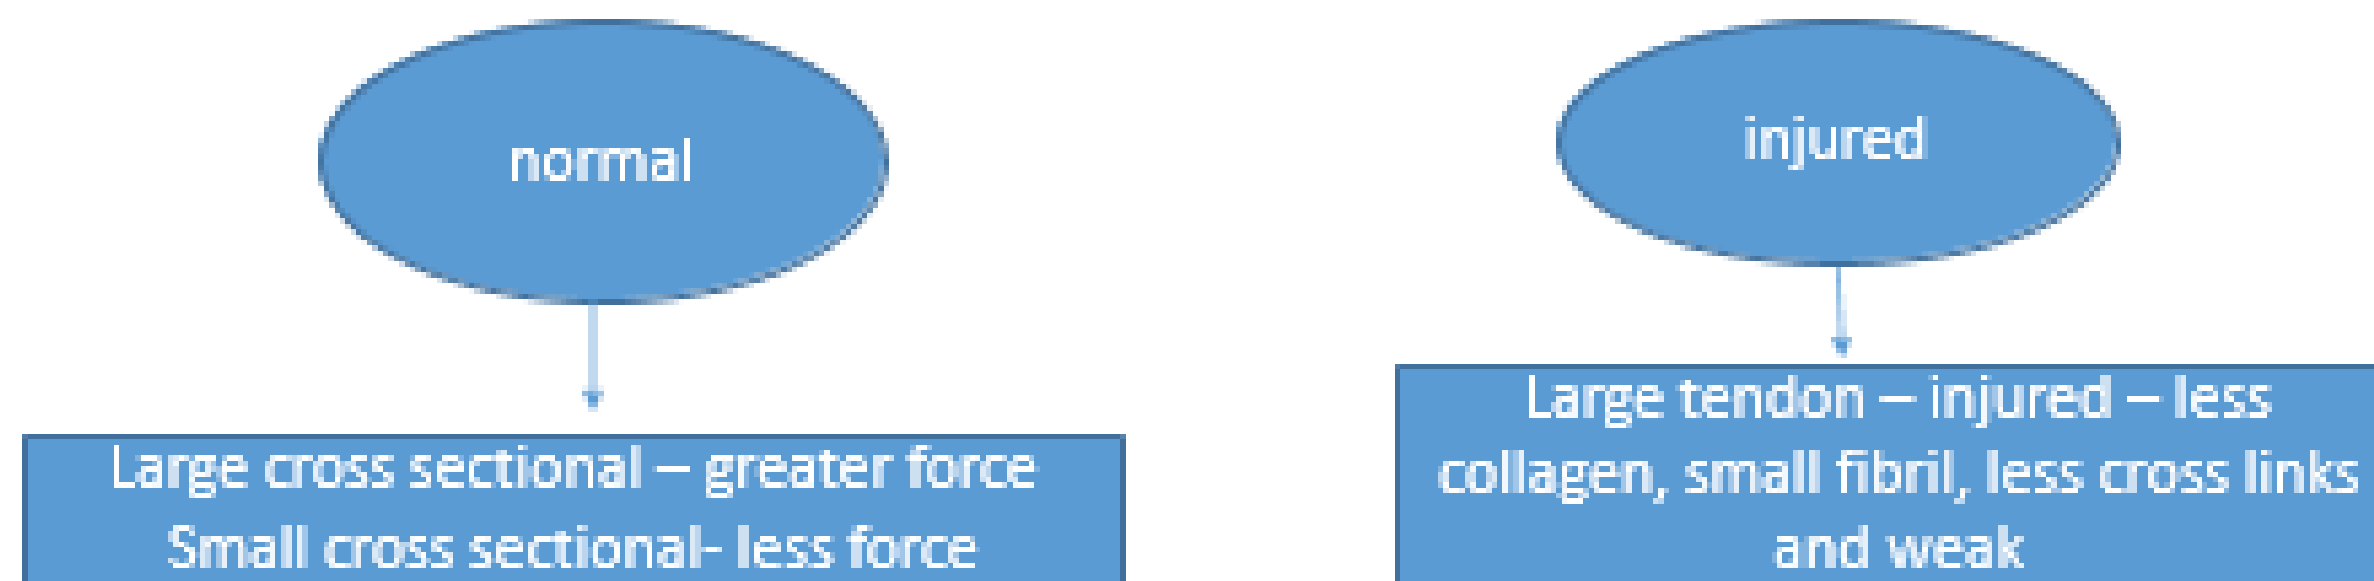 normal
Large cross sectional – greater force
Small cross sectional- less force
injured
Large tendon – injured – less
collagen, small fibril, less cross links
and weak